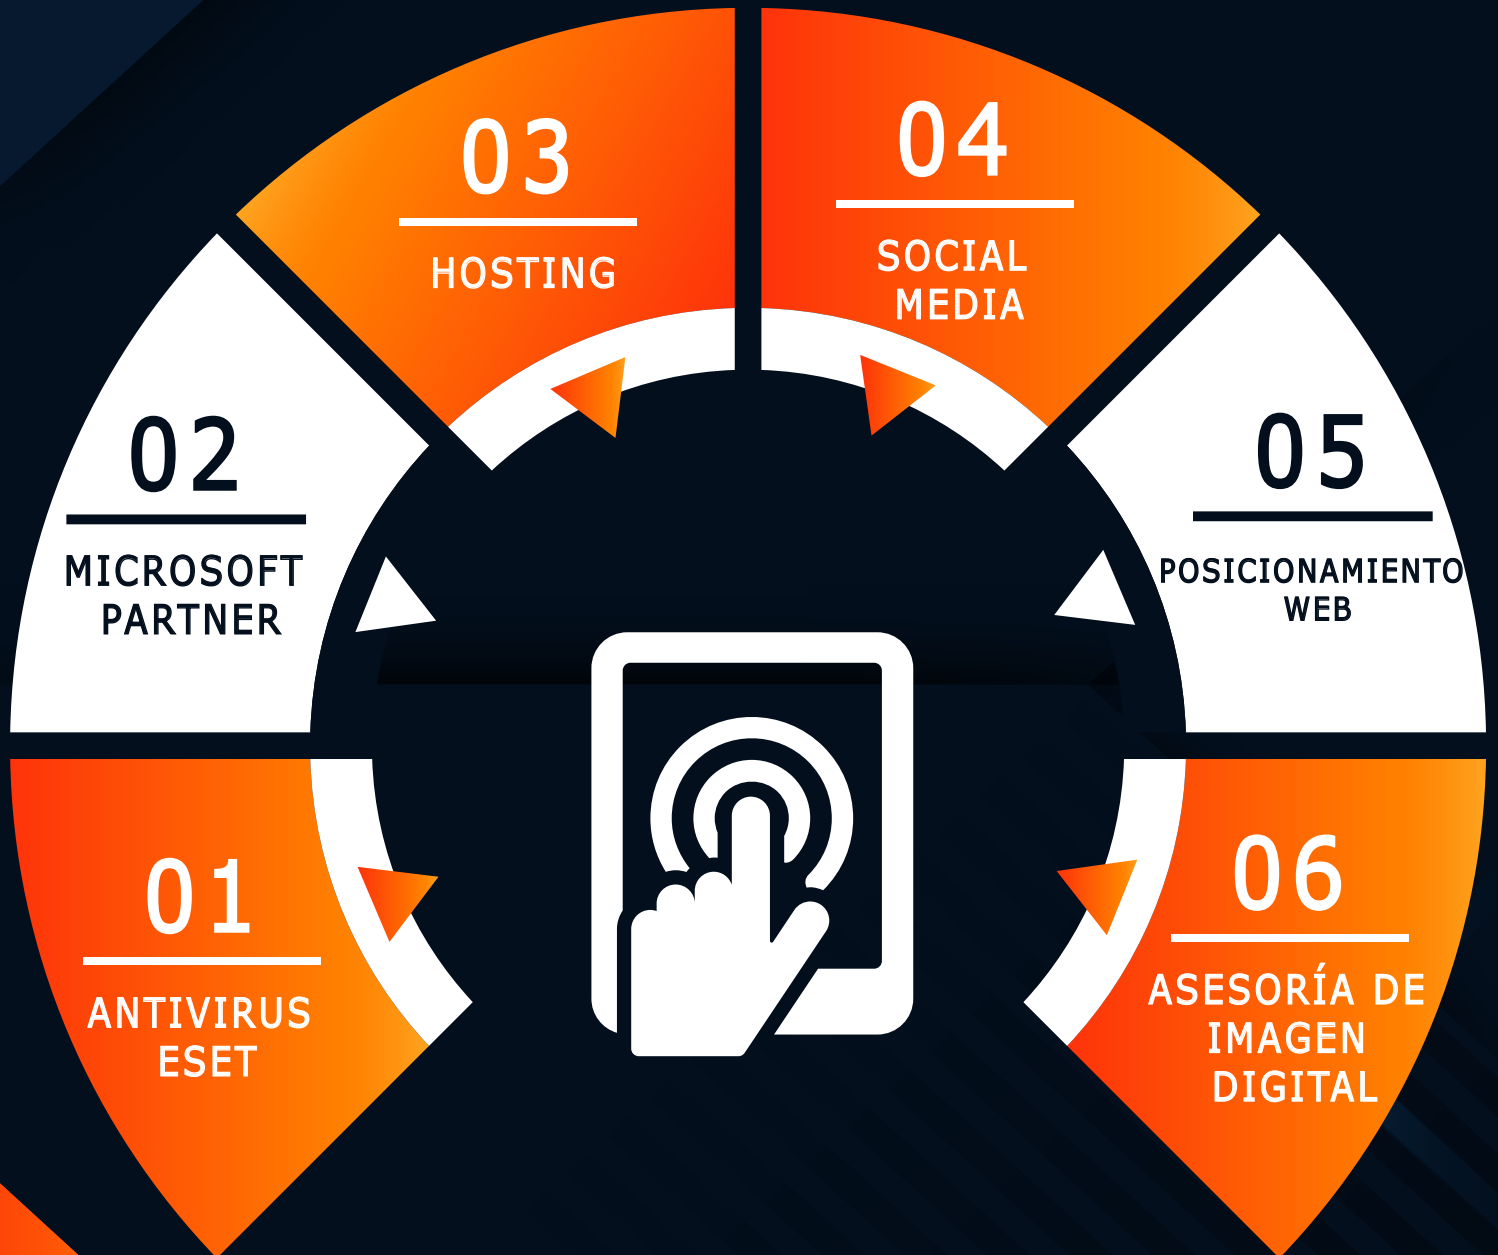 01
ANTIVIRUS
ESET
02
MICROSOFT
PARTNER
03
HOSTING
04
SOCIAL
MEDIA
05
POSICIONAMIENTO
WEB
06
ASESORÍA DE
IMAGEN
DIGITAL